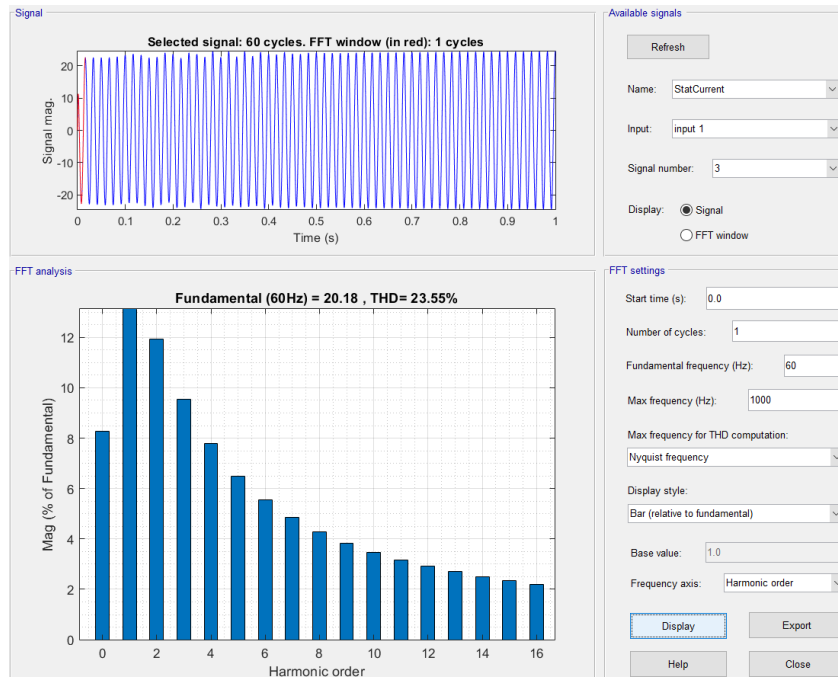 Signal
Selected signal: 60 cycles. FFT window (in red): 1 cycles
20
10
0
-10
-20
Signal mag.
0 0.1 0.2 0.3 0.4 0.5 0.6 0.7 0.8 0.9 1
Time (s)
FFT analysis
Fundamental (60Hz) = 20.18 , THD= 23.55%
12
10
8
6
4
2
0
Mag (% of Fundamental)
0 2 4 6 8 10 12 14 16
Harmonic order
Available signals
Refresh
Name: StatCurrent
Input: input 1
Signal number: 3
Display: Signal
FFT window
FFT settings
Start time (s): 0.0
Number of cycles: 1
Fundamental frequency (Hz): 60
Max frequency (Hz): 1000
Max frequency for THD computation:
Nyquist frequency
Display style:
Bar (relative to fundamental)
Base value: 1.0
Frequency axis: Harmonic order
Display Export
Help Close